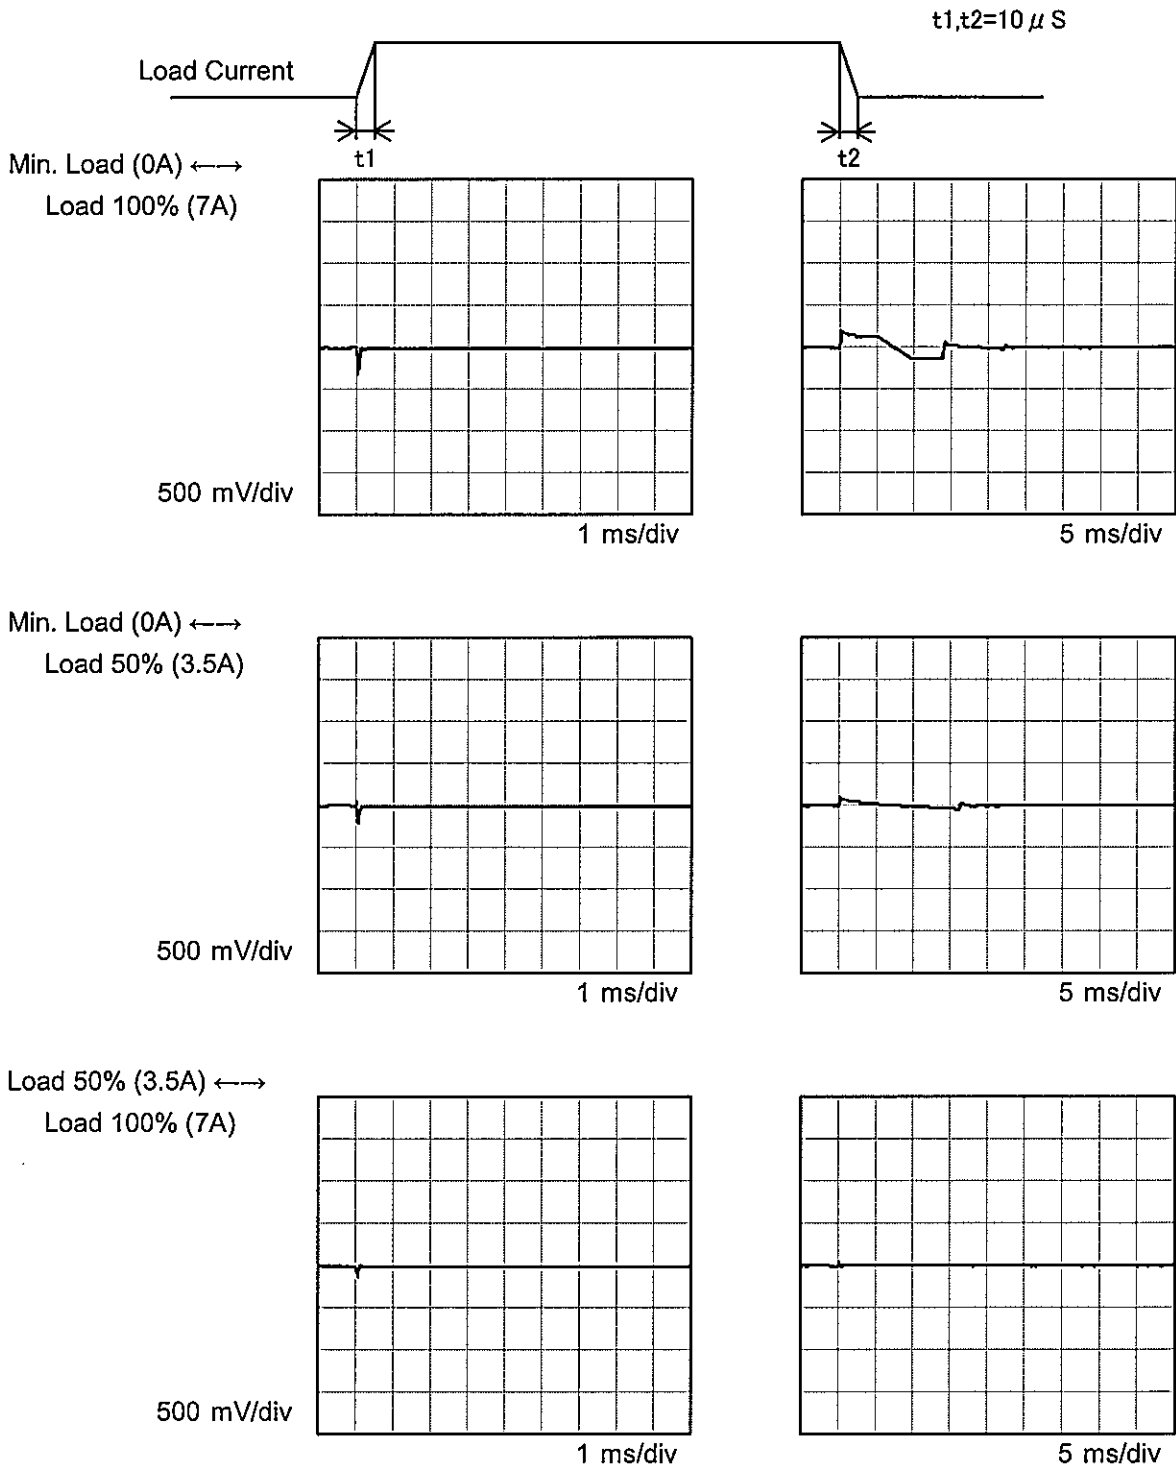 t1,t2=10 μ S
Load Current
t1
t2
Min. Load (0A) ←→
Load 100% (7A)
500 mV/div
1 ms/div
5 ms/div
Min. Load (0A) ←→
Load 50% (3.5A)
500 mV/div
1 ms/div
5 ms/div
Load 50% (3.5A) ←→
Load 100% (7A)
500 mV/div
1 ms/div
5 ms/div